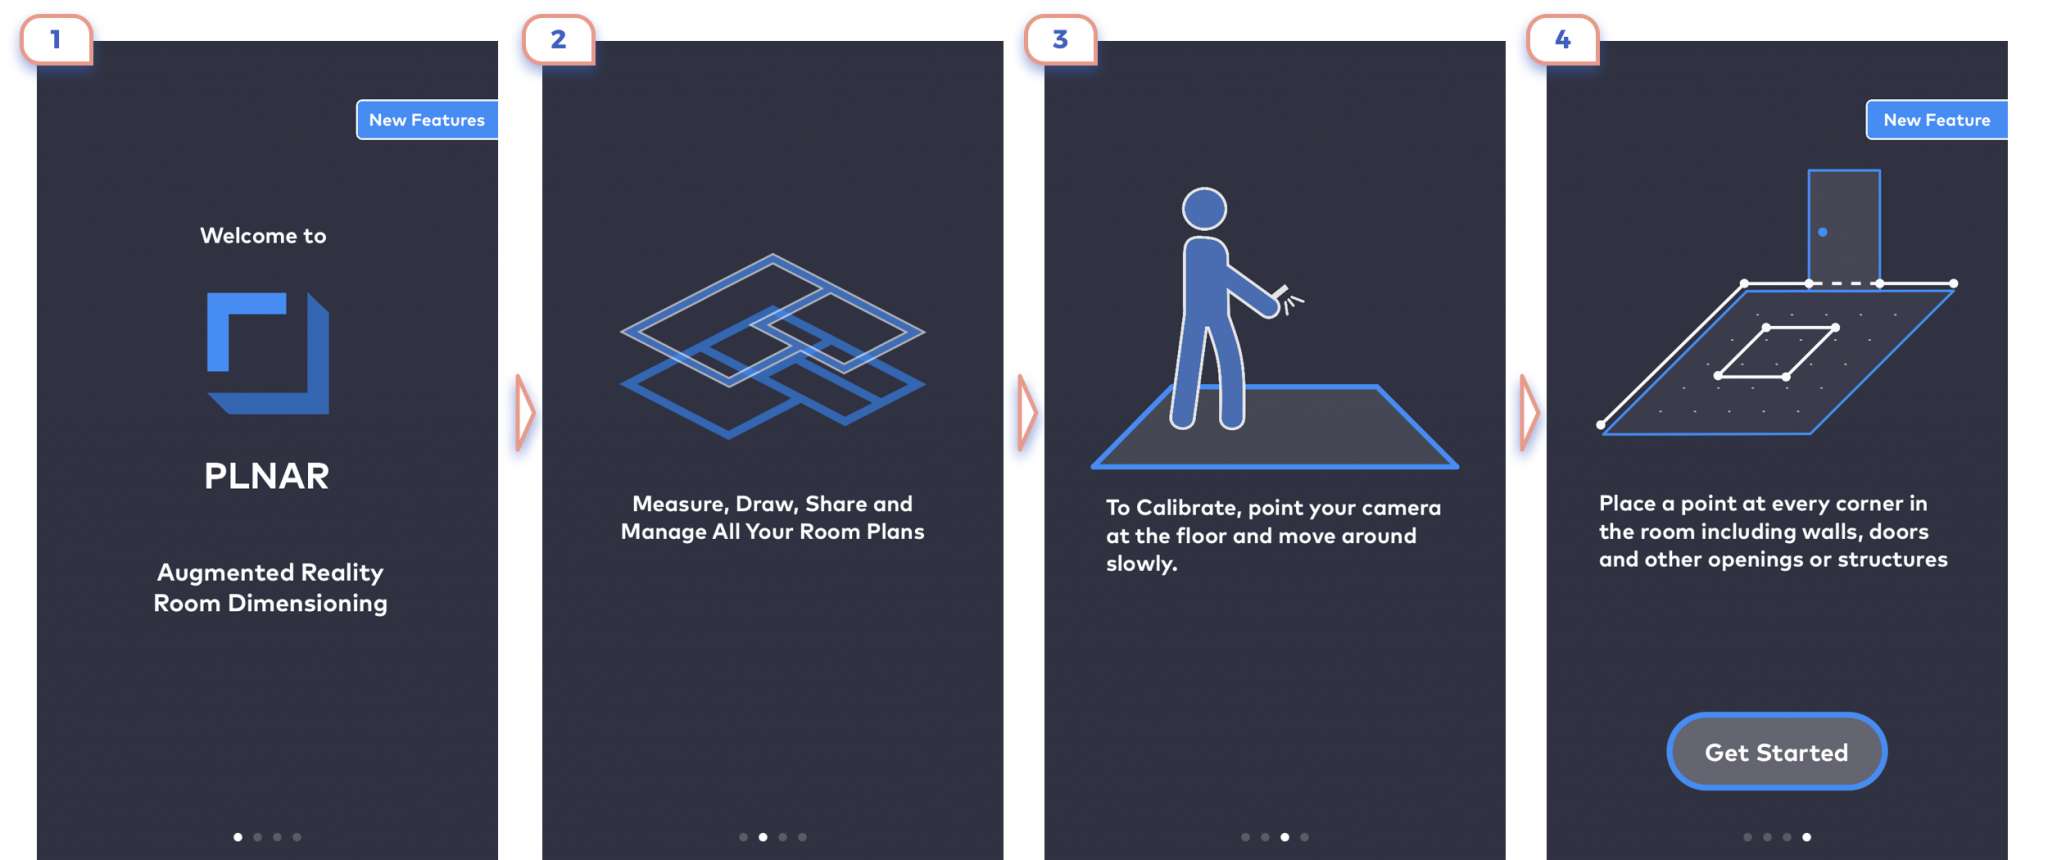 1
New Features
Welcome to
PLNAR
Augmented Reality
Room Dimensioning
2
Measure, Draw, Share and
Manage All Your Room Plans
3
To Calibrate, point your camera
at the floor and move around
slowly.
4
New Feature
Place a point at every corner in
the room including walls, doors
and other openings or structures
Get Started